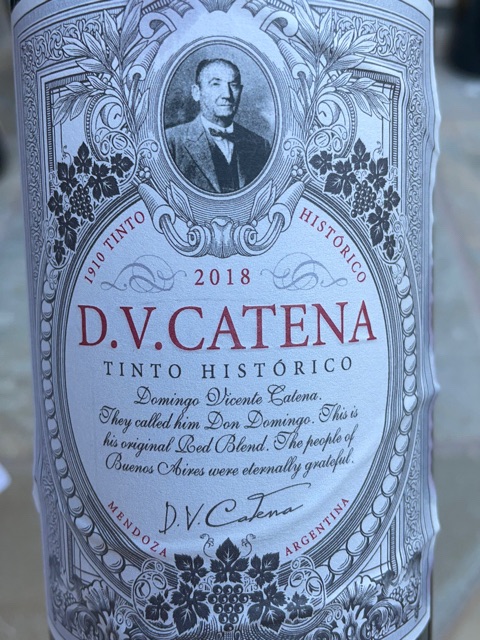 1910 TINTO HISTÓRICO
2018
D.V.CATENA
TINTO HISTÓRICO
Domingo Vicente Catena.
They called him Don Domingo. This is
his original Red Blend. The people of
Buenos Aires were eternally grateful.
D.V. Catena
MENDOZA
ARGENTINA